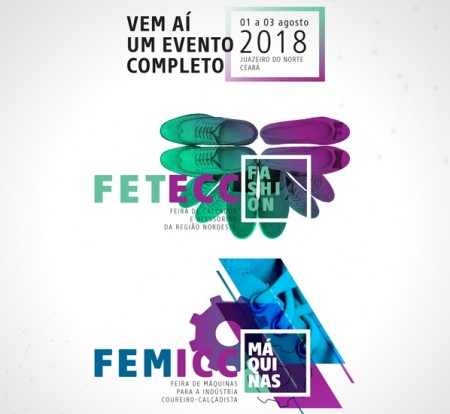 VEM AÍ
UM EVENTO
COMPLETO
01 a 03 agosto
2018
JUAZEIRO DO NORTE
CEARÁ
FETECC
FA
SHI
ON
FEIRA DE CALÇADOS
E ACESSÓRIOS
DA REGIÃO NORDESTE
FEMICC
MÁ
QUI
NAS
FEIRA DE MÁQUINAS
PARA A INDÚSTRIA
COUREIRO-CALÇADISTA